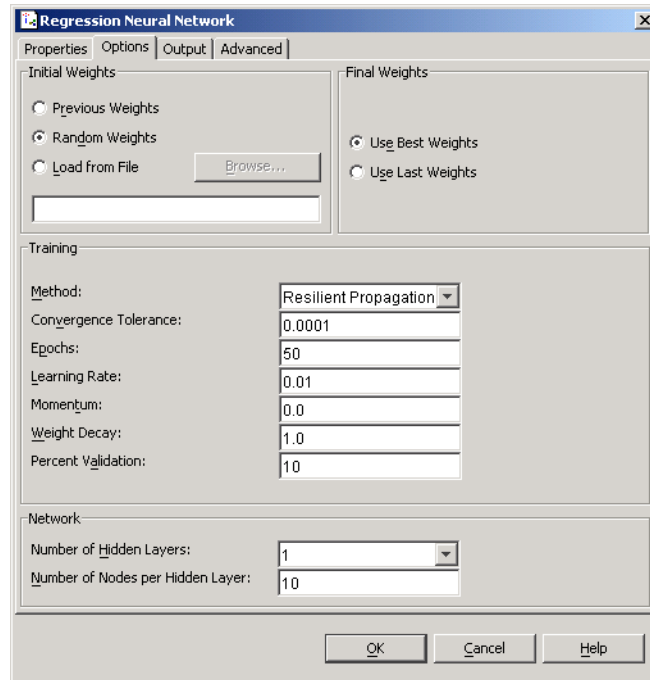 Regression Neural Network
Properties Options Output Advanced
Initial Weights
Previous Weights
Random Weights
Load from File Browse...
Final Weights
Use Best Weights
Use Last Weights
Training
Method: Resilient Propagation
Convergence Tolerance: 0.0001
Epochs: 50
Learning Rate: 0.01
Momentum: 0.0
Weight Decay: 1.0
Percent Validation: 10
Network
Number of Hidden Layers: 1
Number of Nodes per Hidden Layer: 10
OK Cancel Help